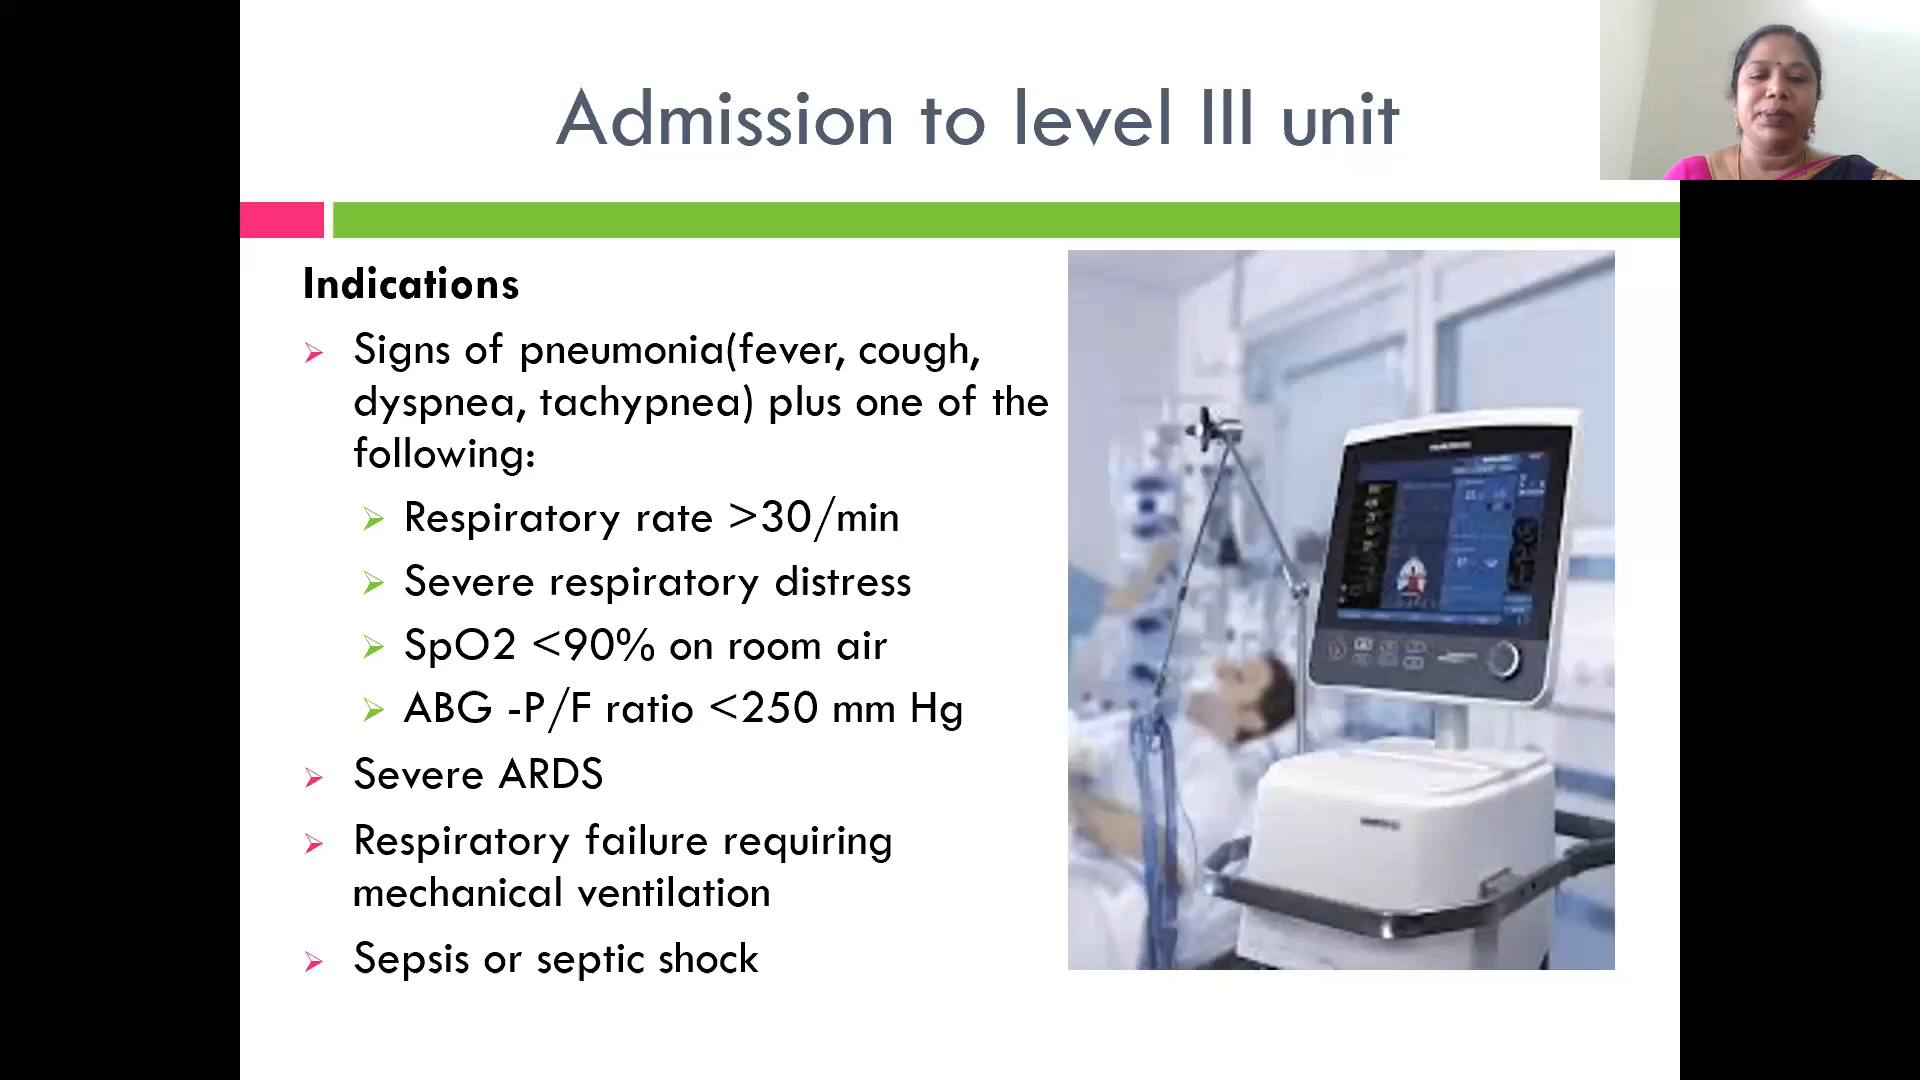 Admission to level III unit
Indications
Signs of pneumonia(fever, cough,
dyspnea, tachypnea) plus one of the
following:
Respiratory rate >30/min
Severe respiratory distress
SpO2 <90% on room air
ABG -P/F ratio <250 mm Hg
Severe ARDS
Respiratory failure requiring
mechanical ventilation
Sepsis or septic shock